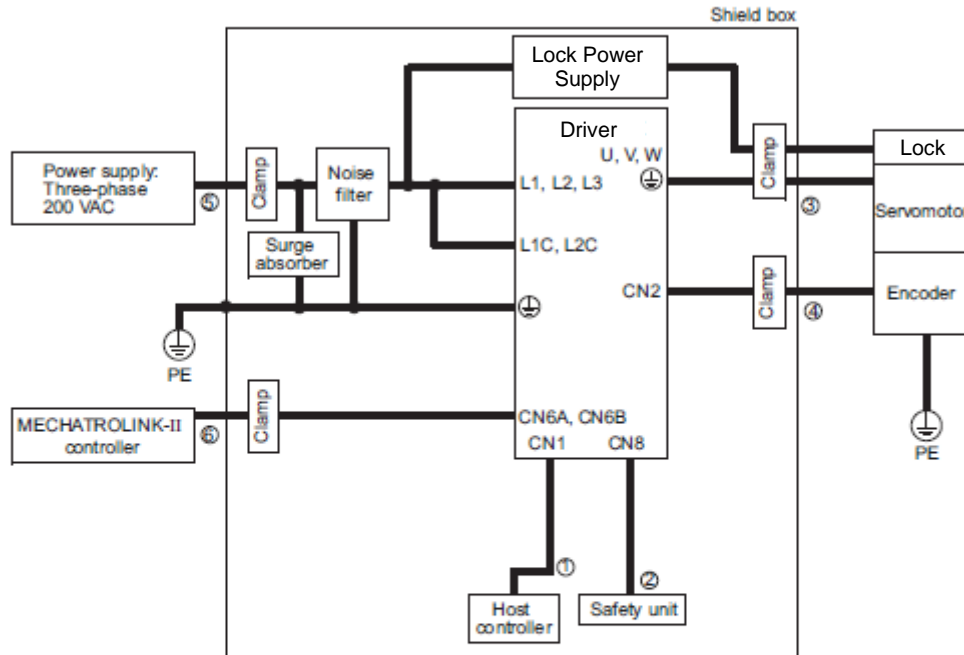 Shield box
Lock Power
Supply
Driver
U, V, W
Lock
Power supply:
Three-phase
200 VAC
⑤
Clamp
Noise
filter
L1, L2, L3
Clamp
③
Servomotor
Surge
absorber
L1C, L2C
CN2
Clamp
④
Encoder
PE
MECHATROLINK-II
controller
⑥
Clamp
CN6A, CN6B
CN1
CN8
PE
①
②
Host
controller
Safety unit